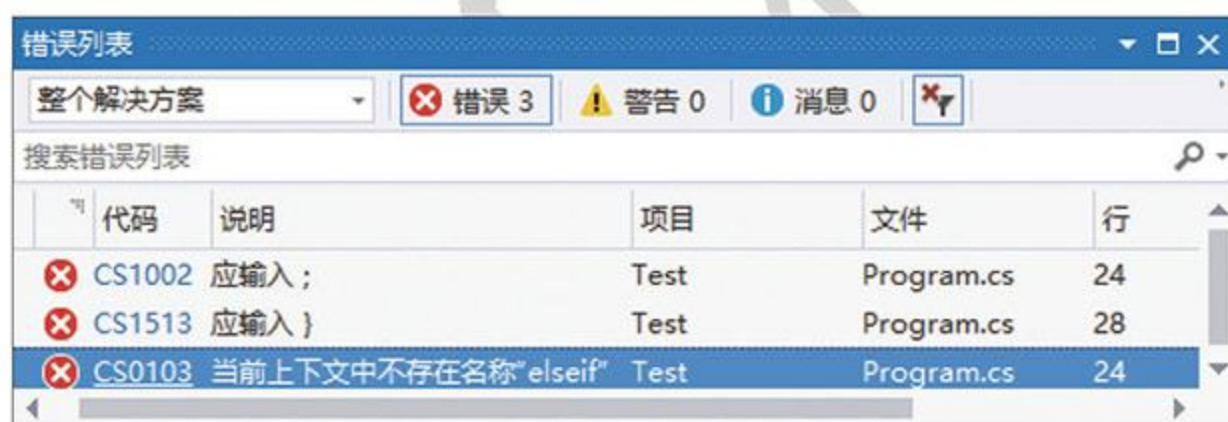 错误列表
整个解决方案 错误 3 警告 0 消息 0
搜索错误列表
代码 说明 项目 文件 行
CS1002 应输入 ; Test Program.cs 24
CS1513 应输入 } Test Program.cs 28
CS0103 当前上下文中不存在名称“elseif” Test Program.cs 24